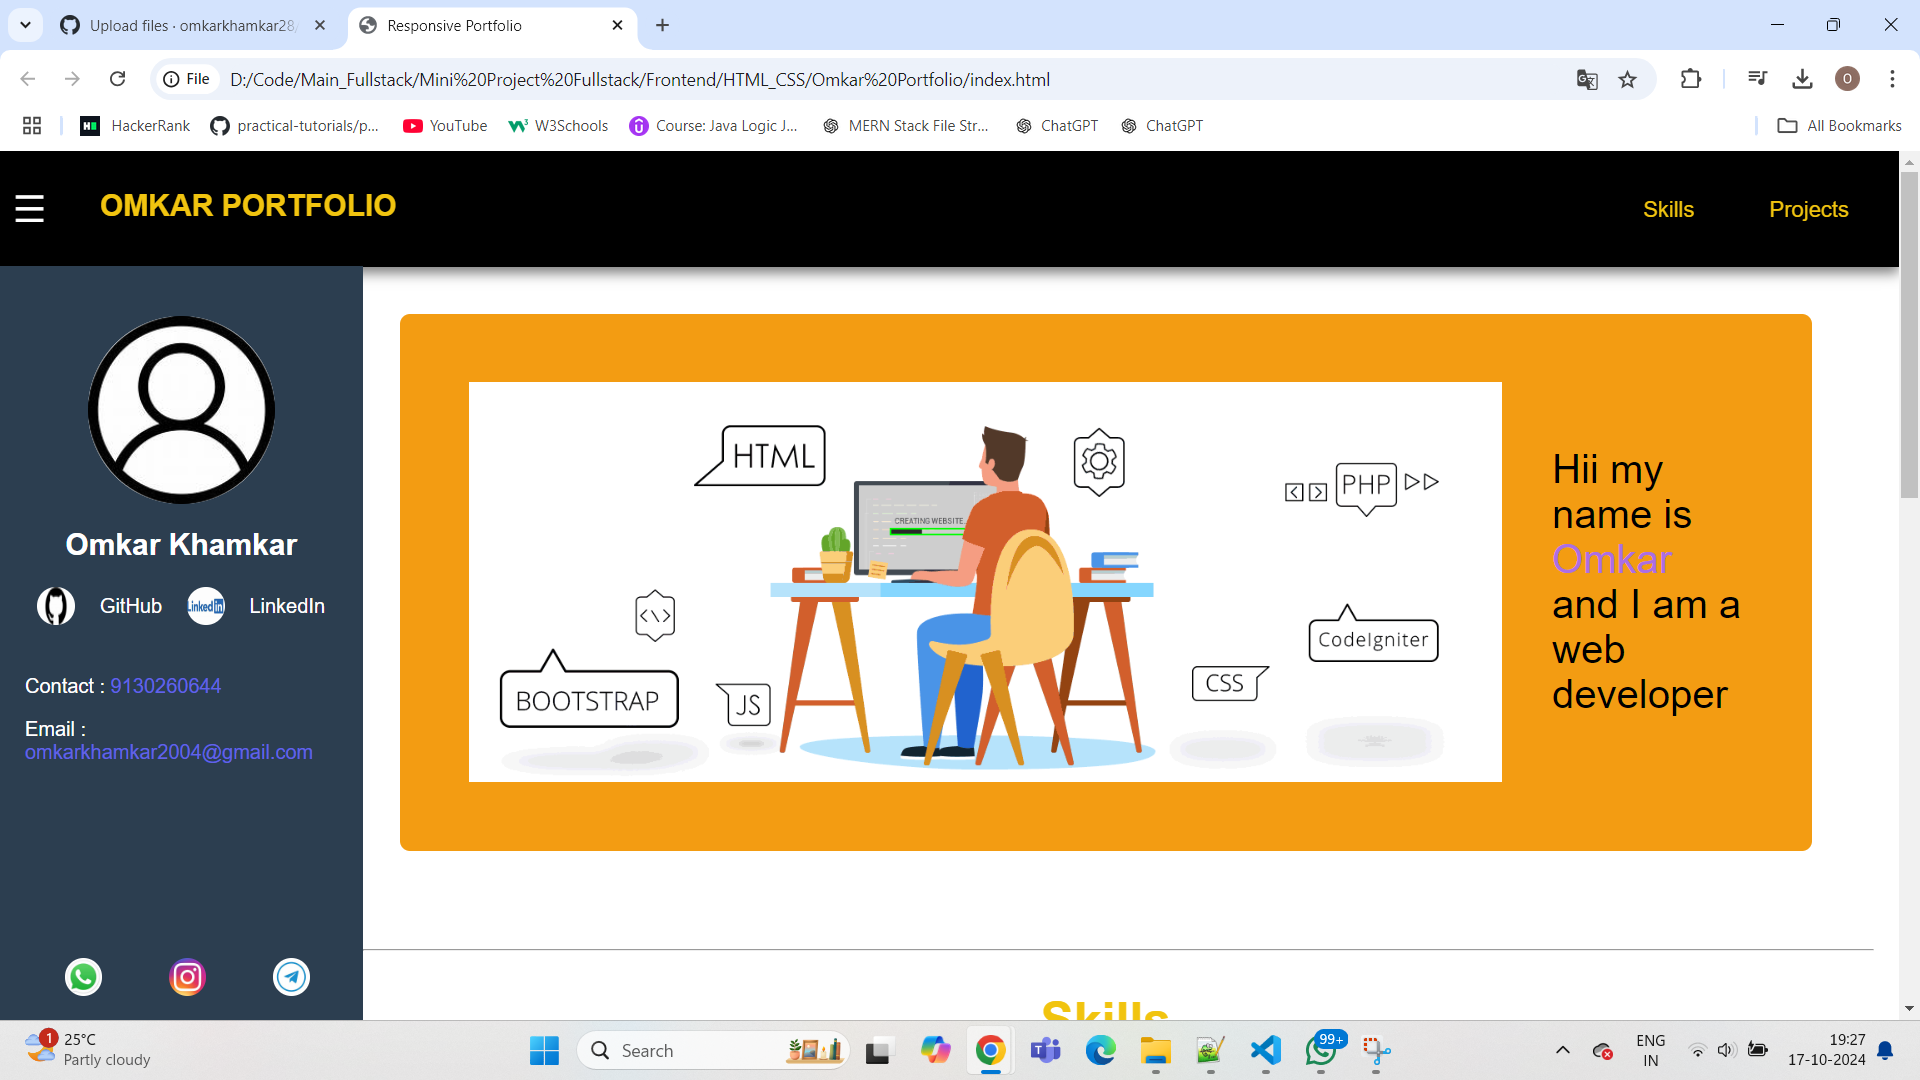 Upload files · omkarkhamkar28/
Responsive Portfolio
File
D:/Code/Main_Fullstack/Mini%20Project%20Fullstack/Frontend/HTML_CSS/Omkar%20Portfolio/index.html
O
HackerRank
practical-tutorials/p...
YouTube
W3Schools
Course: Java Logic J...
MERN Stack File Str...
ChatGPT
ChatGPT
All Bookmarks
OMKAR PORTFOLIO
Skills
Projects
Omkar Khamkar
GitHub
LinkedIn
LinkedIn
Contact : 9130260644
Email :
omkarkhamkar2004@gmail.com
HTML
PHP
CREATING WEBSITE...
CodeIgniter
BOOTSTRAP
JS
CSS
Hii my
name is
Omkar
and I am a
web
developer
Skills
1
25°C
Partly cloudy
Search
99+
ENG
IN
19:27
17-10-2024